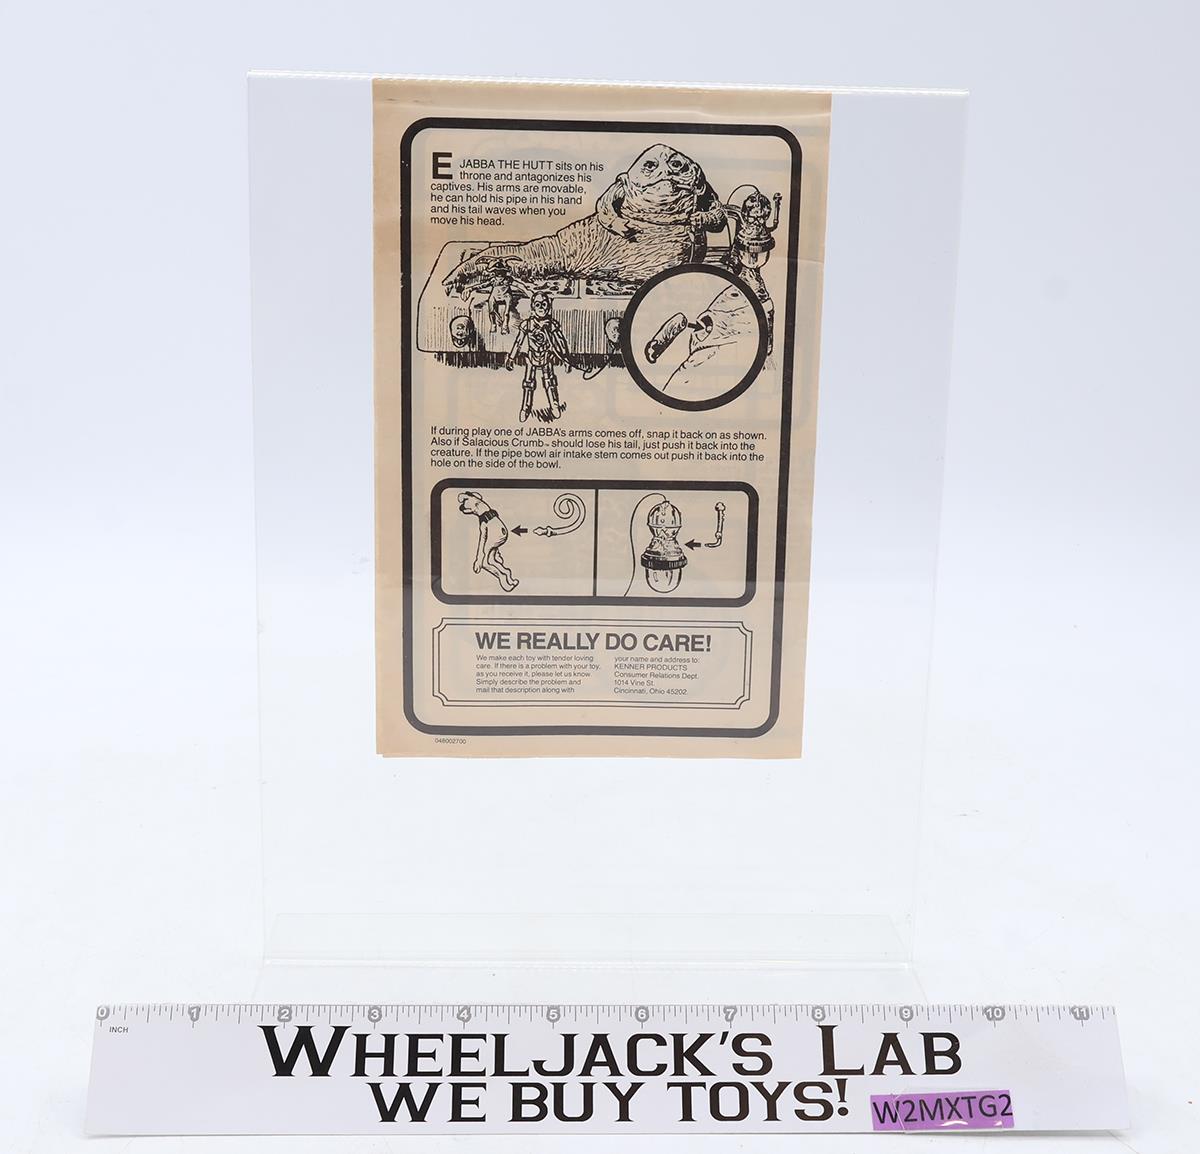 E JABBA THE HUTT sits on his
throne and antagonizes his
captives. His arms are movable,
he can hold his pipe in his hand
and his tail waves when you
move his head.
If during play one of JABBA's arms comes off, snap it back on as shown.
Also if Salacious Crumb™ should lose his tail, just push it back into the
creature. If the pipe bowl air intake stem comes out push it back into the
hole on the side of the bowl.
WE REALLY DO CARE!
We make each toy with tender loving
care. If there is a problem with your toy,
as you receive it, please let us know.
Simply describe the problem and
mail that description along with
your name and address to:
KENNER PRODUCTS
Consumer Relations Dept.
1014 Vine St.
Cincinnati, Ohio 45202.
048002700
0 1 2 3 4 5 6 7 8 9 10 11
INCH
WHEELJACK'S LAB
WE BUY TOYS!
W2MXTG2